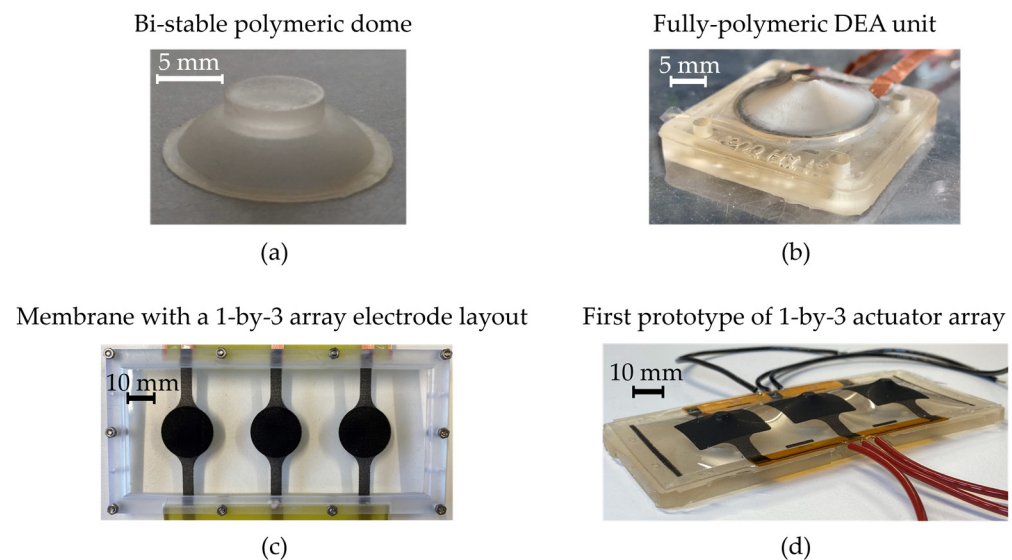 Bi-stable polymeric dome
Fully-polymeric DEA unit
5 mm
5 mm
(a)
(b)
Membrane with a 1-by-3 array electrode layout
First prototype of 1-by-3 actuator array
10 mm
10 mm
(c)
(d)